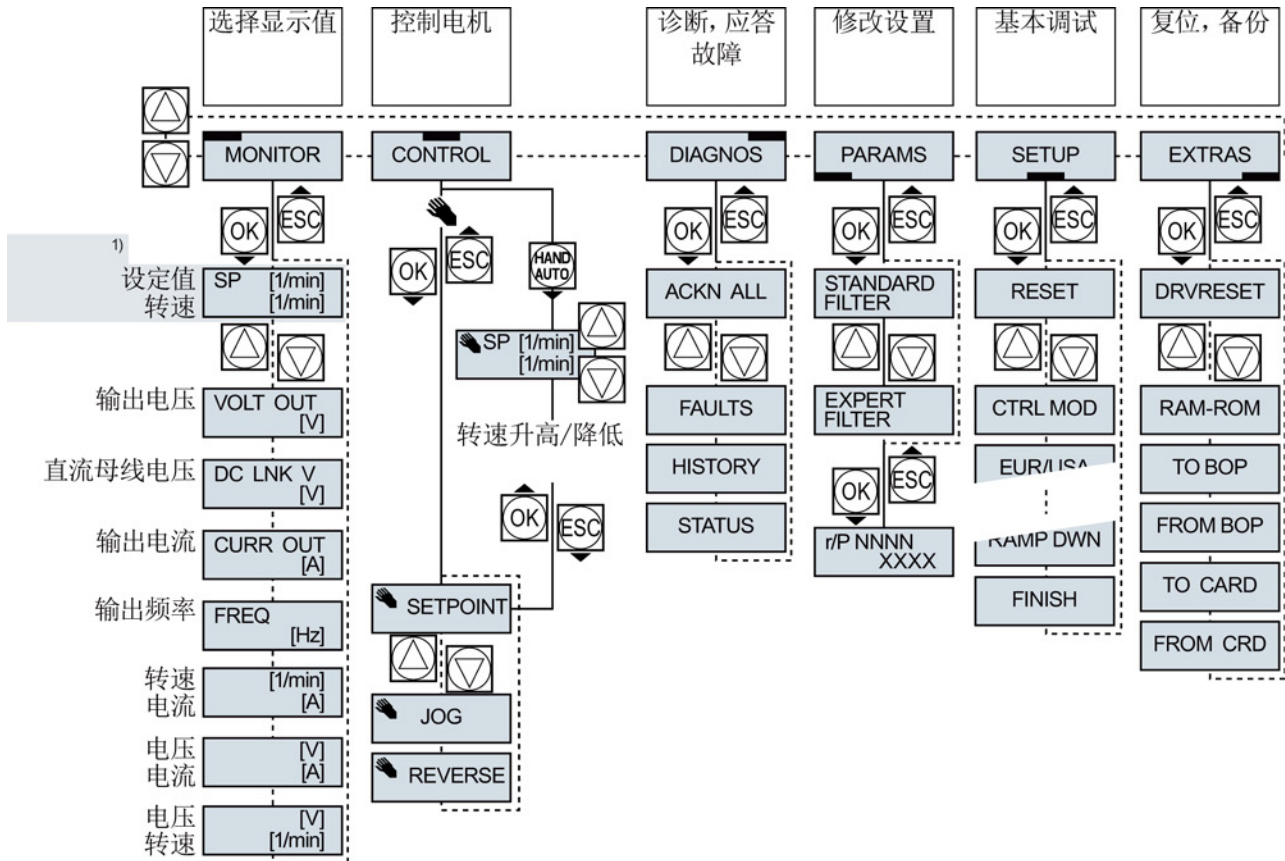 选择显示值
控制电机
诊断, 应答
故障
修改设置
基本调试
复位, 备份
MONITOR
CONTROL
DIAGNOS
PARAMS
SETUP
EXTRAS
OK
ESC
1)
设定值
转速
SP [1/min]
[1/min]
输出电压
VOLT OUT
[V]
直流母线电压
DC LNK V
[V]
输出电流
CURR OUT
[A]
输出频率
FREQ
[Hz]
转速
电流
[1/min]
[A]
电压
电流
[V]
[A]
电压
转速
[V]
[1/min]
OK
ESC
HAND
AUTO
SP [1/min]
[1/min]
转速升高/降低
OK
ESC
SETPOINT
JOG
REVERSE
OK
ESC
ACKN ALL
FAULTS
HISTORY
STATUS
OK
ESC
STANDARD
FILTER
EXPERT
FILTER
OK
ESC
r/P NNNN
XXXX
OK
ESC
RESET
CTRL MOD
EUR/USA
RAMP DWN
FINISH
OK
ESC
DRVRESET
RAM-ROM
TO BOP
FROM BOP
TO CARD
FROM CRD